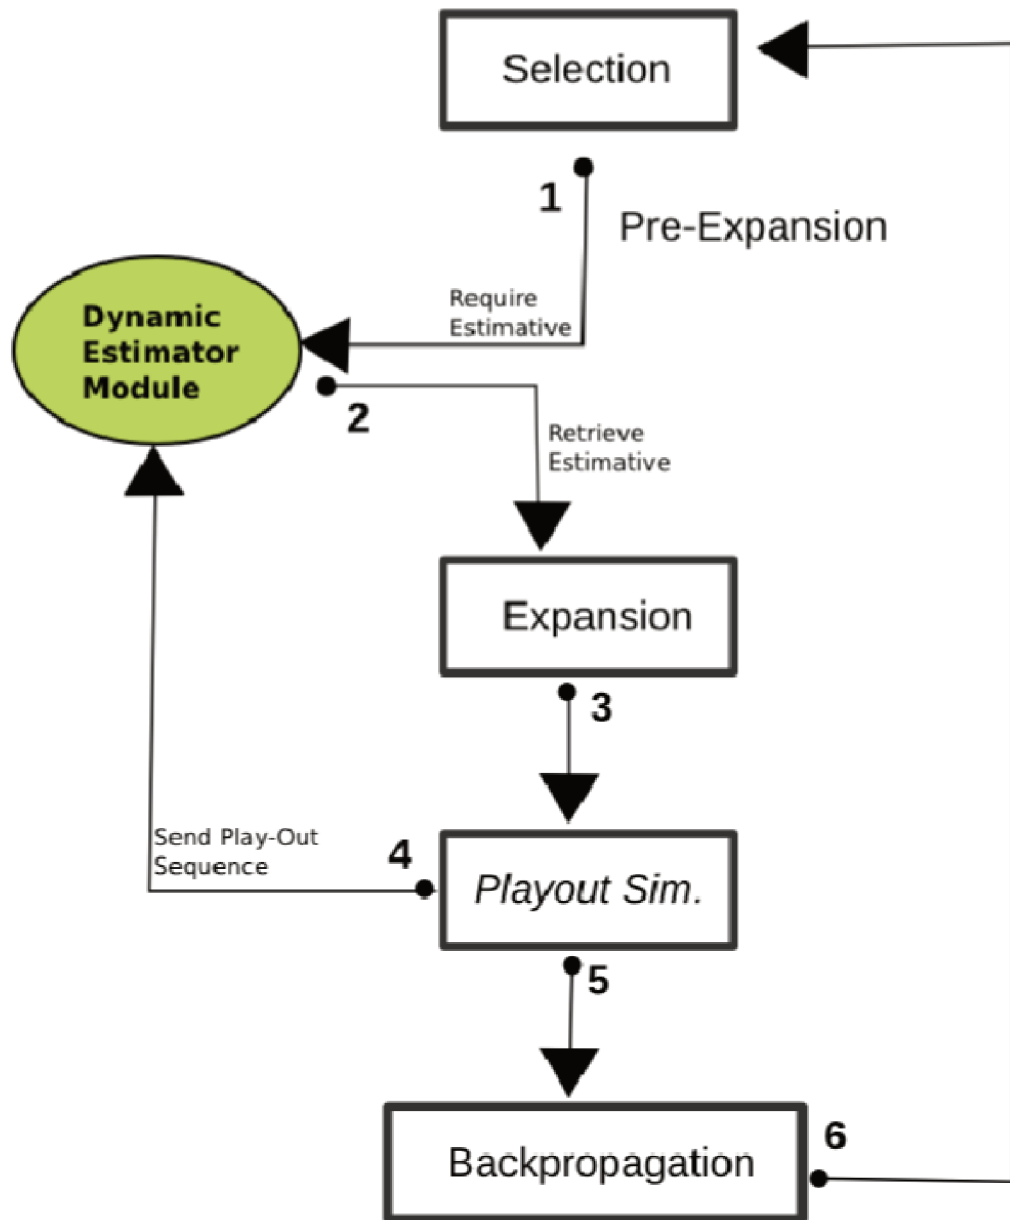 Selection
1
Pre-Expansion
Require
Estimative
Dynamic
Estimator
Module
2
Retrieve
Estimative
Expansion
3
Send Play-Out
Sequence
4
Playout Sim.
5
Backpropagation
6